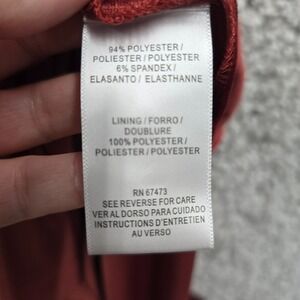 94% POLYESTER /
POLIESTER / POLYESTER
6% SPANDEX /
ELASANTO / ELASTHANNE
LINING / FORRO /
DOUBLURE
100% POLYESTER /
POLIESTER / POLYESTER
RN 67473
SEE REVERSE FOR CARE
VER AL DORSO PARA CUIDADO
INSTRUCTIONS D'ENTRETIEN
AU VERSO